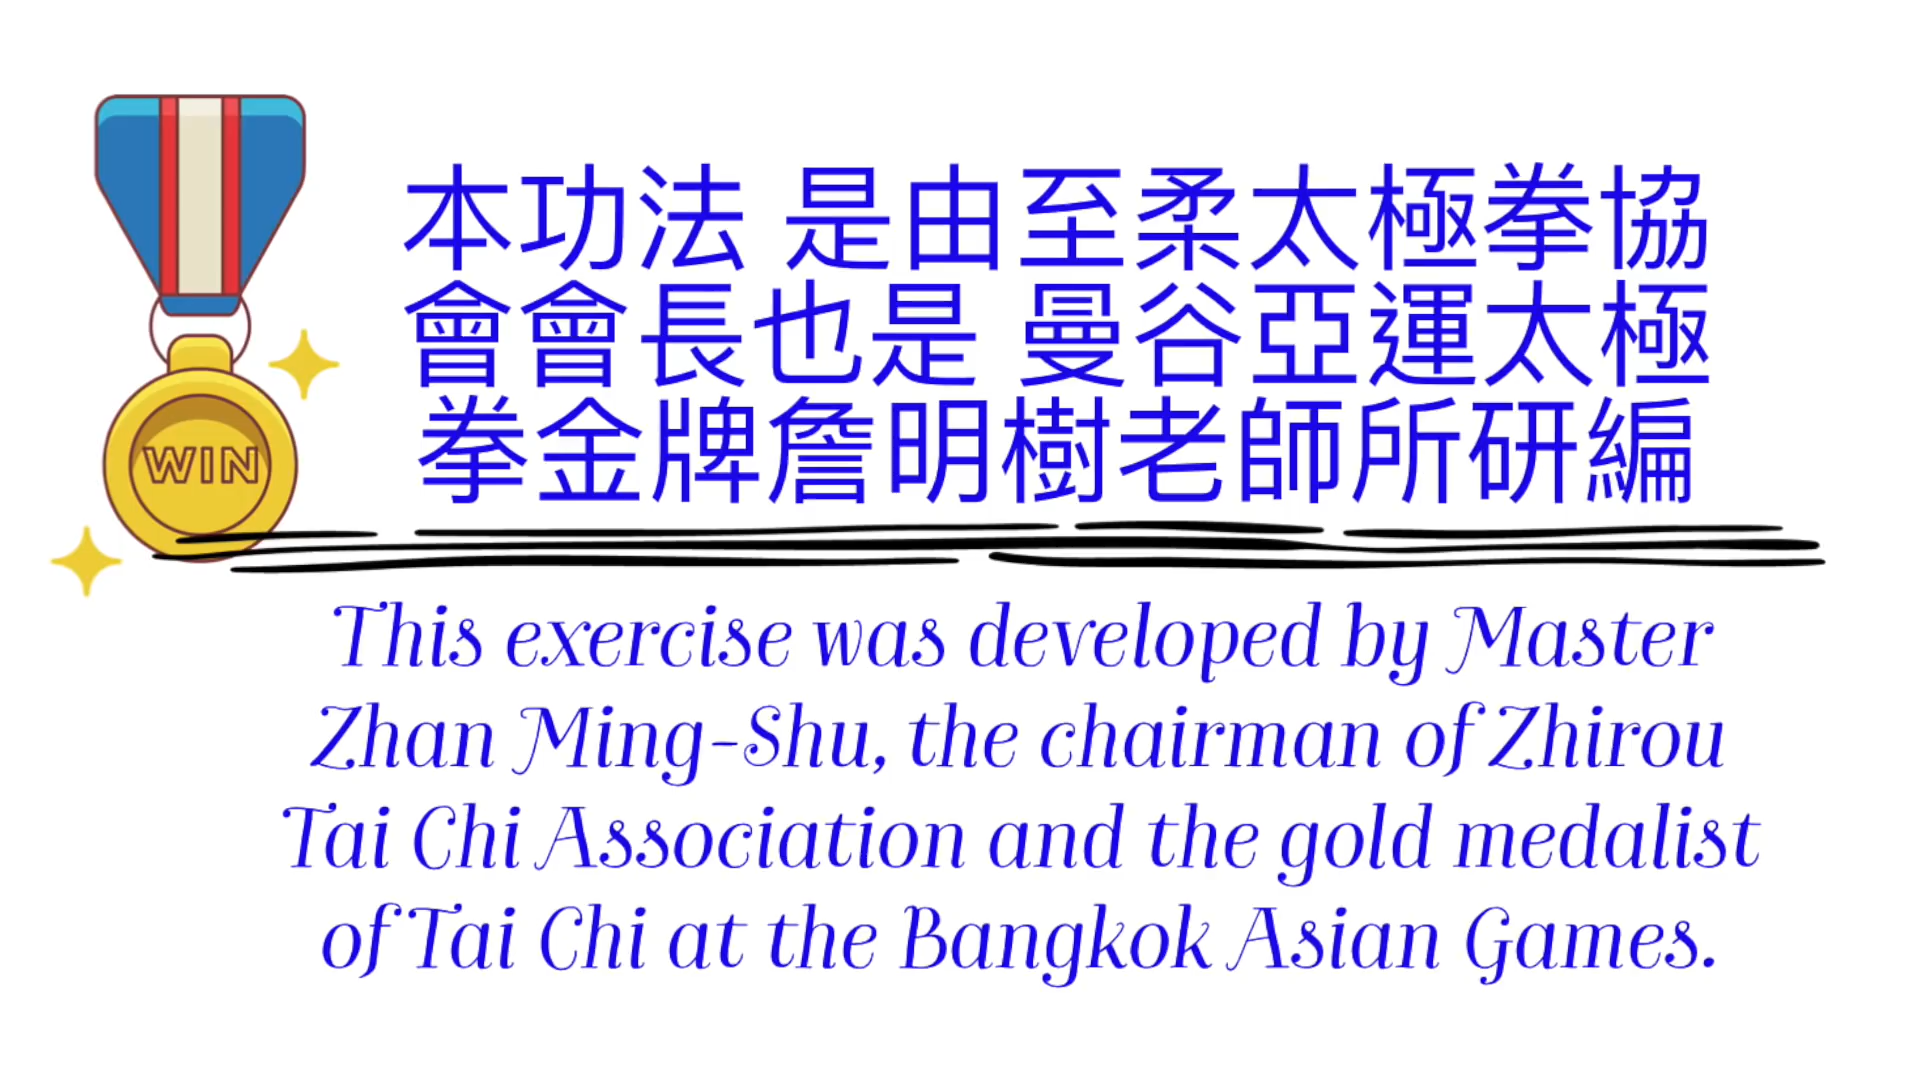 WIN
本功法 是由至柔太極拳協
會會長也是 曼谷亞運太極
拳金牌詹明樹老師所研編
This exercise was developed by Master
Zhan Ming-Shu, the chairman of Zhirou
Tai Chi Association and the gold medalist
of Tai Chi at the Bangkok Asian Games.